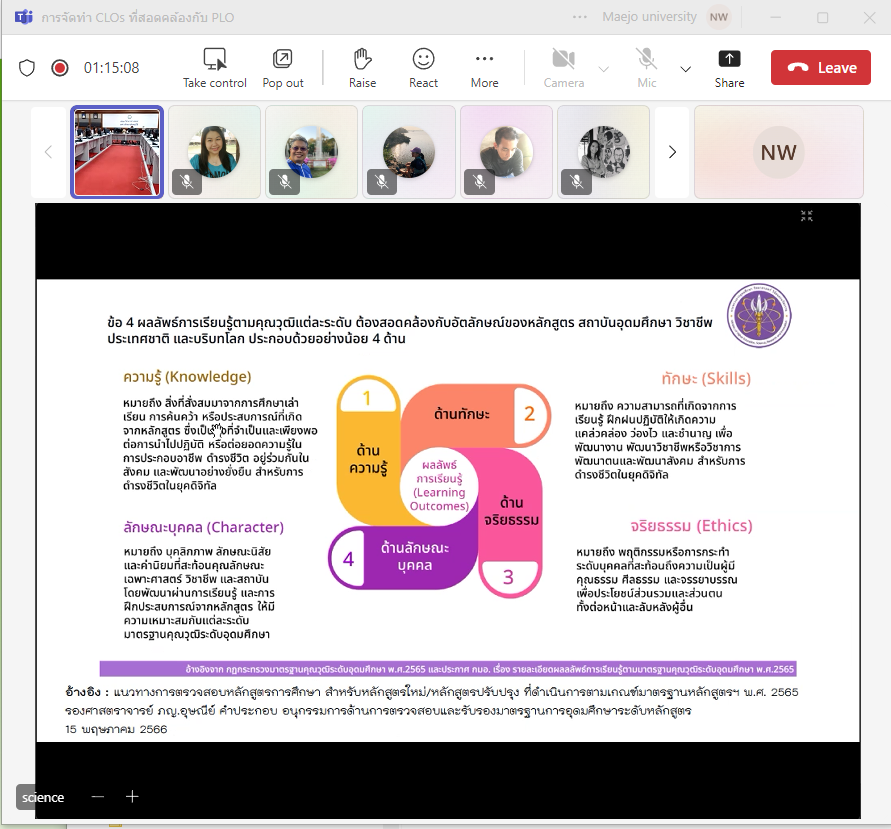 การจัดทำ CLOs ที่สอดคล้องกับ PLO
Maejo university
NW
01:15:08
Take control
Pop out
Raise
React
More
Camera
Mic
Share
Leave
NW
ข้อ 4 ผลลัพธ์การเรียนรู้ตามคุณวุฒิแต่ละระดับ ต้องสอดคล้องกับอัตลักษณ์ของหลักสูตร สถาบันอุดมศึกษา วิชาชีพ
ประเทศชาติ และบริบทโลก ประกอบด้วยอย่างน้อย 4 ด้าน
ความรู้ (Knowledge)
หมายถึง สิ่งที่สั่งสมมาจากการศึกษาเล่า
เรียน การค้นคว้า หรือประสบการณ์ที่เกิด
จากหลักสูตร ซึ่งเป็นสิ่งที่จำเป็นและเพียงพอ
ต่อการนำไปปฏิบัติ หรือต่อยอดความรู้ใน
การประกอบอาชีพ ดำรงชีวิต อยู่ร่วมกันใน
สังคม และพัฒนาอย่างยั่งยืน สำหรับการ
ดำรงชีวิตในยุคดิจิทัล
ทักษะ (Skills)
หมายถึง ความสามารถที่เกิดจากการ
เรียนรู้ ฝึกฝนปฏิบัติให้เกิดความ
แคล่วคล่อง ว่องไว และชำนาญ เพื่อ
พัฒนางาน พัฒนาวิชาชีพหรือวิชาการ
พัฒนาตนและพัฒนาสังคม สำหรับการ
ดำรงชีวิตในยุคดิจิทัล
1
ด้าน
ความรู้
ด้านทักษะ
2
ผลลัพธ์
การเรียนรู้
(Learning
Outcomes)
ด้าน
จริยธรรม
3
4
ด้านลักษณะ
บุคคล
ลักษณะบุคคล (Character)
หมายถึง บุคลิกภาพ ลักษณะนิสัย
และค่านิยมที่สะท้อนคุณลักษณะ
เฉพาะศาสตร์ วิชาชีพ และสถาบัน
โดยพัฒนาผ่านการเรียนรู้ และการ
ฝึกประสบการณ์จากหลักสูตร ให้มี
ความเหมาะสมกับแต่ละระดับ
มาตรฐานคุณวุฒิระดับอุดมศึกษา
จริยธรรม (Ethics)
หมายถึง พฤติกรรมหรือการกระทำ
ระดับบุคคลที่สะท้อนถึงความเป็นผู้มี
คุณธรรม ศีลธรรม และจรรยาบรรณ
เพื่อประโยชน์ส่วนรวมและส่วนตน
ทั้งต่อหน้าและลับหลังผู้อื่น
อ้างอิงจาก กฎกระทรวงมาตรฐานคุณวุฒิระดับอุดมศึกษา พ.ศ.2565 และประกาศ กมอ. เรื่อง รายละเอียดผลลัพธ์การเรียนรู้ตามมาตรฐานคุณวุฒิระดับอุดมศึกษา พ.ศ.2565
อ้างอิง : แนวทางการตรวจสอบหลักสูตรการศึกษา สำหรับหลักสูตรใหม่/หลักสูตรปรับปรุง ที่ดำเนินการตามเกณฑ์มาตรฐานหลักสูตรฯ พ.ศ. 2565
รองศาสตราจารย์ ภญ.อุษณีย์ คำประกอบ อนุกรรมการด้านการตรวจสอบและรับรองมาตรฐานการอุดมศึกษาระดับหลักสูตร
15 พฤษภาคม 2566
science